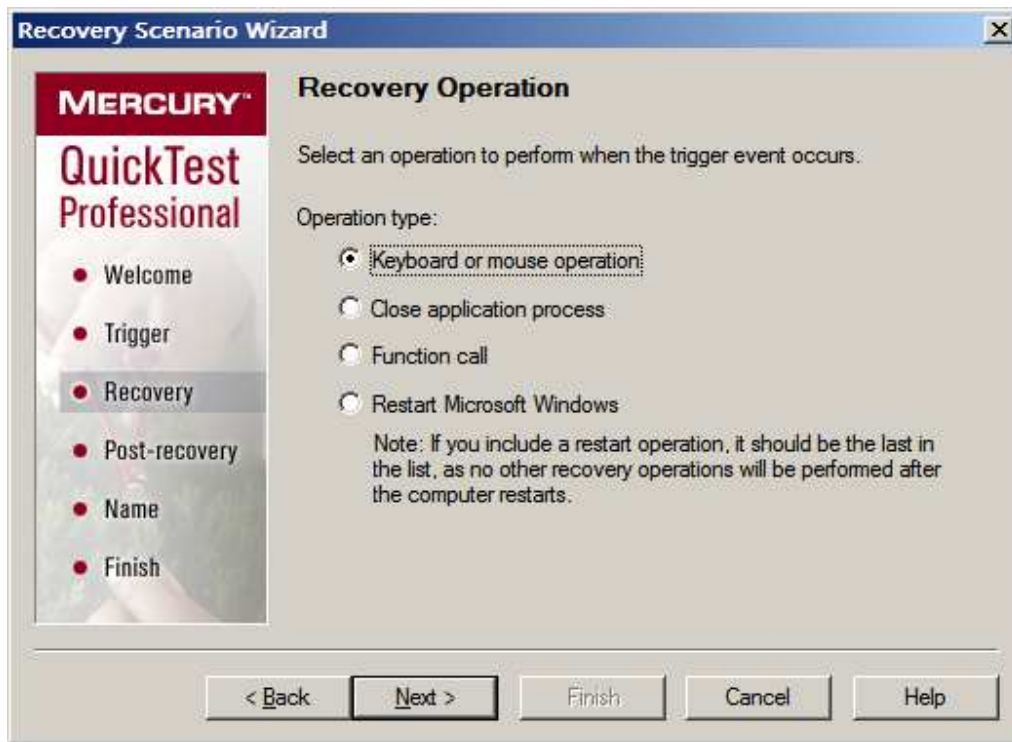 Recovery Scenario Wizard
MERCURY™
QuickTest
Professional
Welcome
Trigger
Recovery
Post-recovery
Name
Finish
Recovery Operation
Select an operation to perform when the trigger event occurs.
Operation type:
Keyboard or mouse operation
Close application process
Function call
Restart Microsoft Windows
Note: If you include a restart operation, it should be the last in
the list, as no other recovery operations will be performed after
the computer restarts.
< Back
Next >
Finish
Cancel
Help